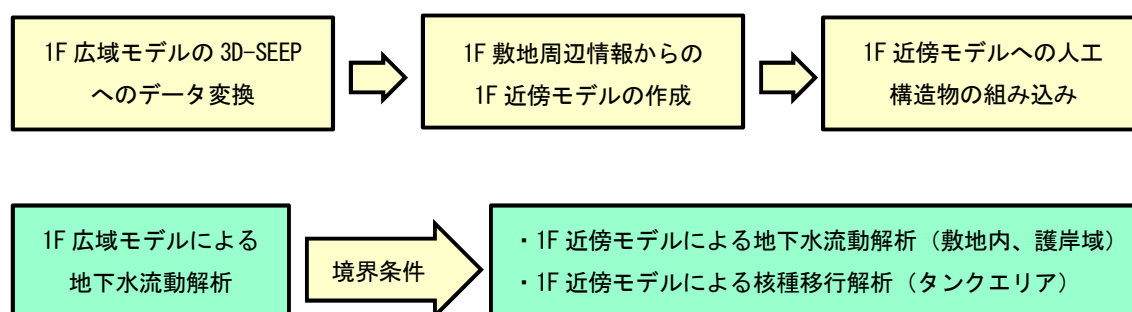 1F 広域モデルの 3D-SEEP
へのデータ変換
1F 敷地周辺情報からの
1F 近傍モデルの作成
1F 近傍モデルへの人工
構造物の組み込み
1F 広域モデルによる
地下水流動解析
境界条件
・1F 近傍モデルによる地下水流動解析（敷地内、護岸域）
・1F 近傍モデルによる核種移行解析（タンクエリア）